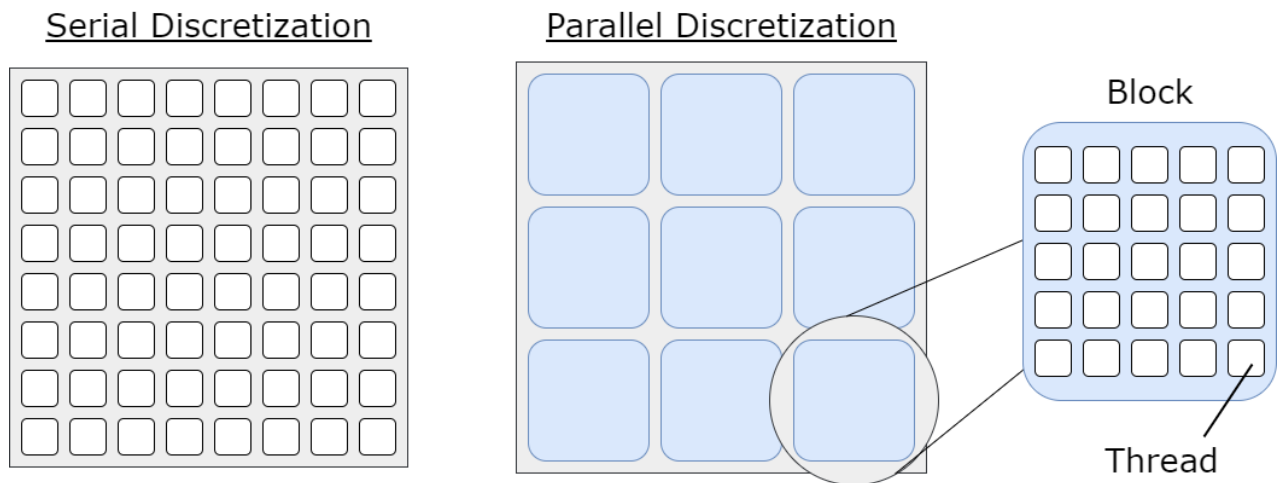 Serial Discretization
Parallel Discretization
Block
Thread